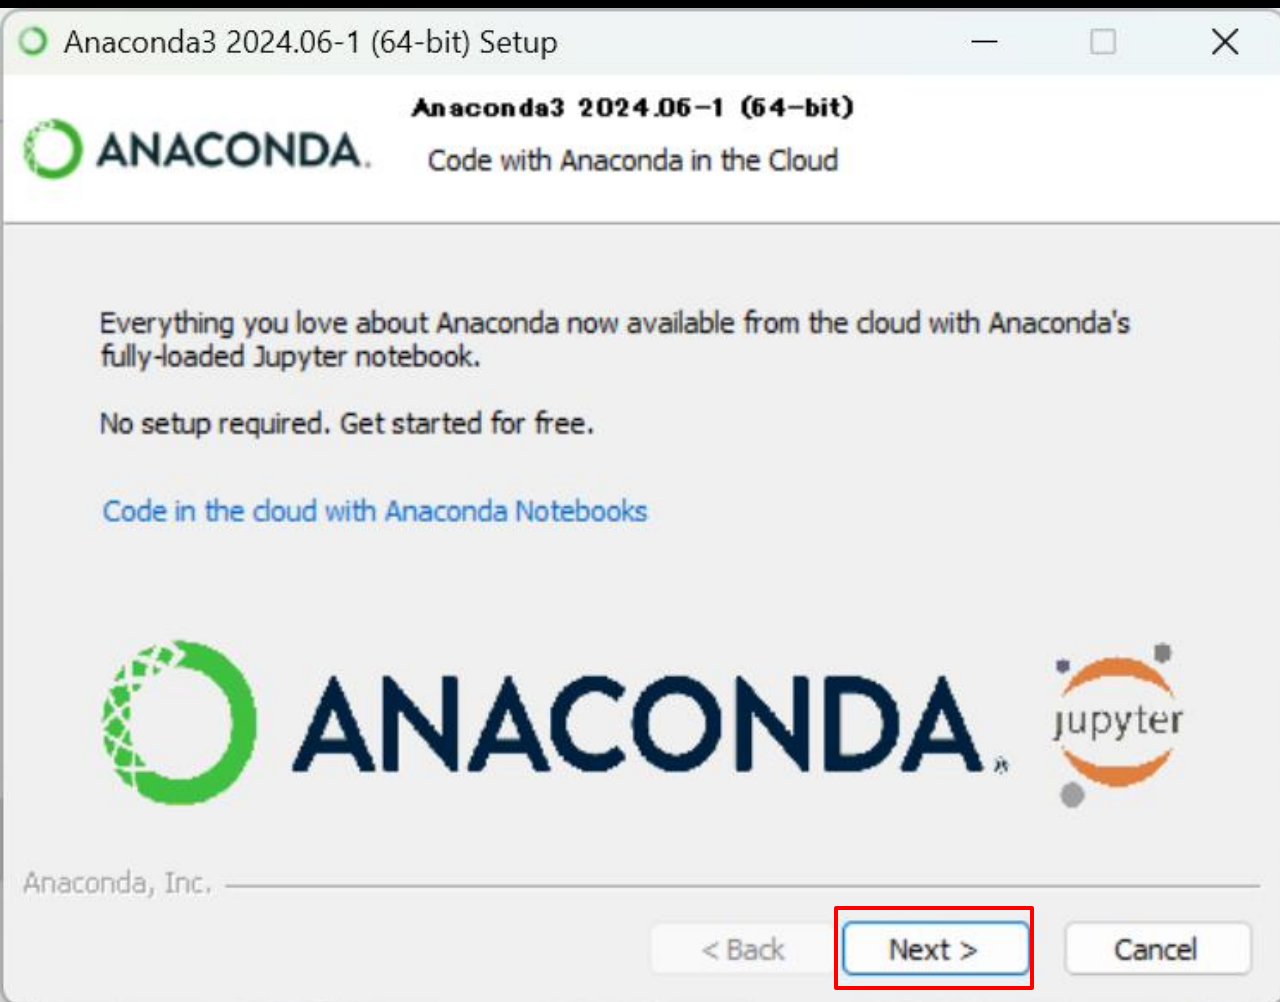 Anaconda3 2024.06-1 (64-bit) Setup
Anaconda3 2024.06-1 (64-bit)
ANACONDA.
Code with Anaconda in the Cloud
Everything you love about Anaconda now available from the cloud with Anaconda's
fully-loaded Jupyter notebook.
No setup required. Get started for free.
Code in the cloud with Anaconda Notebooks
ANACONDA.
jupyter
Anaconda, Inc.
< Back
Next >
Cancel